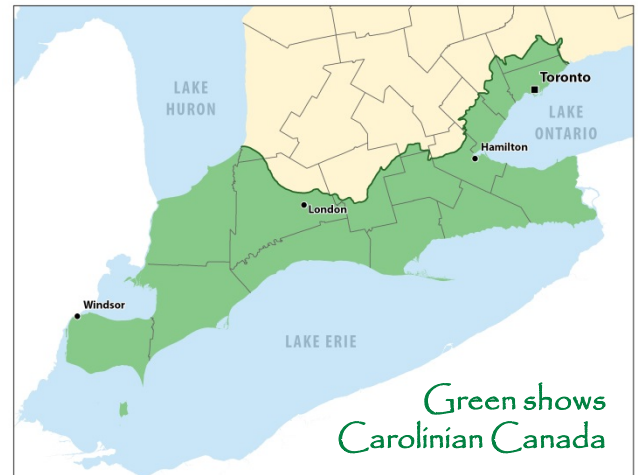 Toronto
LAKE
HURON
LAKE
ONTARIO
Hamilton
London
Windsor
LAKE ERIE
Green shows
Carolinian Canada